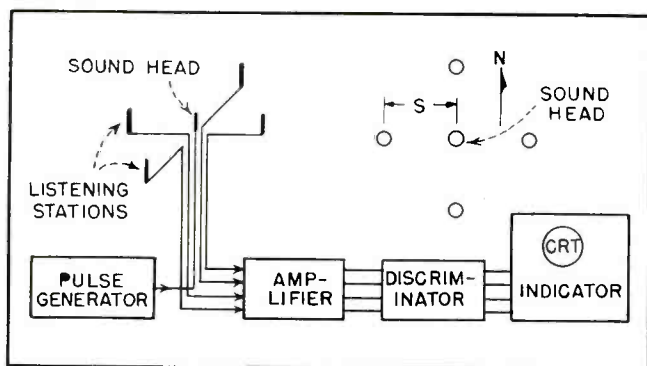 SOUND HEAD
LISTENING
STATIONS
N
S
SOUND
HEAD
PULSE
GENERATOR
AMP-
LIFIER
DISCRIM-
INATOR
CRT
INDICATOR